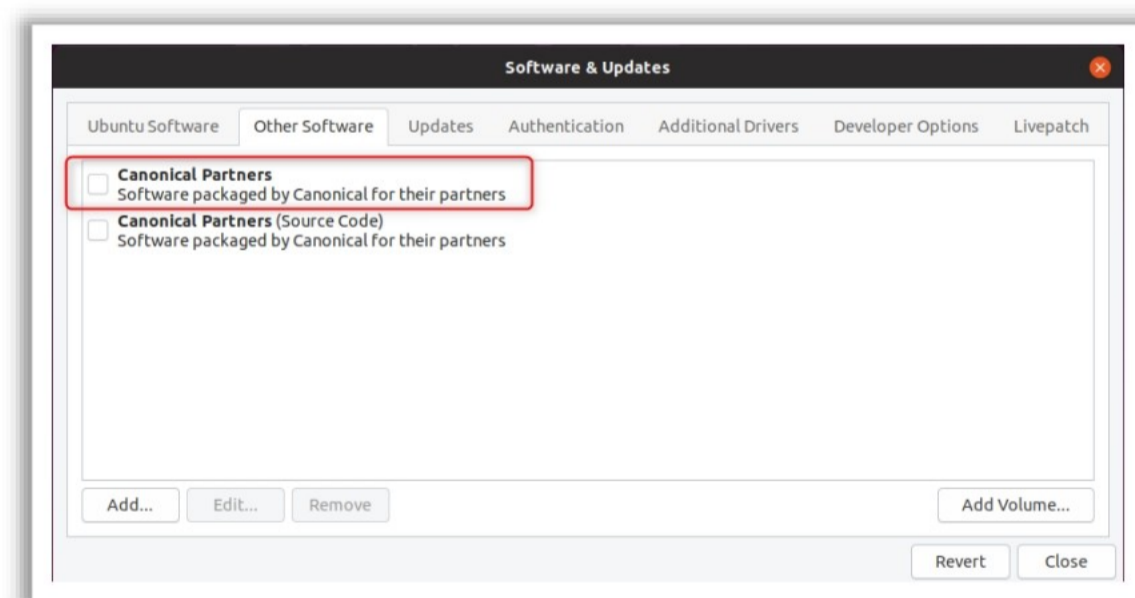 Software & Updates
Ubuntu Software Other Software Updates Authentication Additional Drivers Developer Options Livepatch
Canonical Partners
Software packaged by Canonical for their partners
Canonical Partners (Source Code)
Software packaged by Canonical for their partners
Add... Edit... Remove Add Volume...
Revert Close